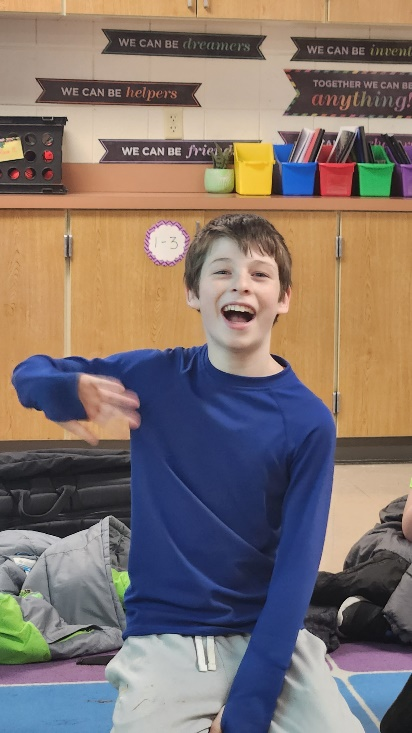 WE CAN BE dreamers
WE CAN BE invent
WE CAN BE helpers
TOGETHER WE CAN BE
anything!
WE CAN BE frien
1-3